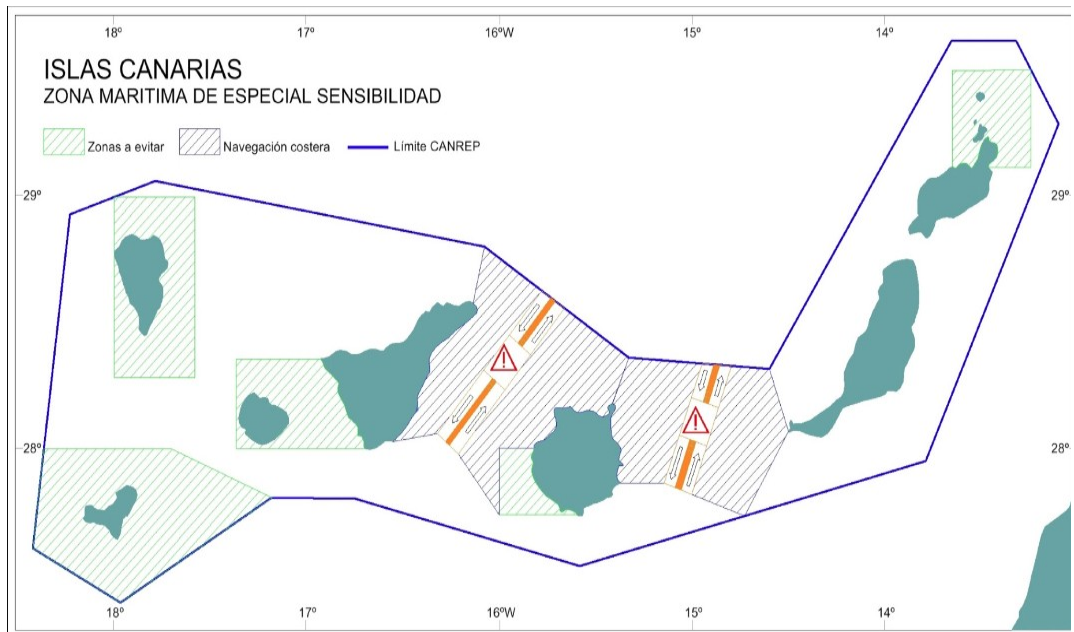 18º 17º 16ºW 15º 14º
ISLAS CANARIAS
ZONA MARITIMA DE ESPECIAL SENSIBILIDAD
Zonas a evitar Navegación costera Límite CANREP
29º 29º
28º 28º
18º 17º 16ºW 15º 14º